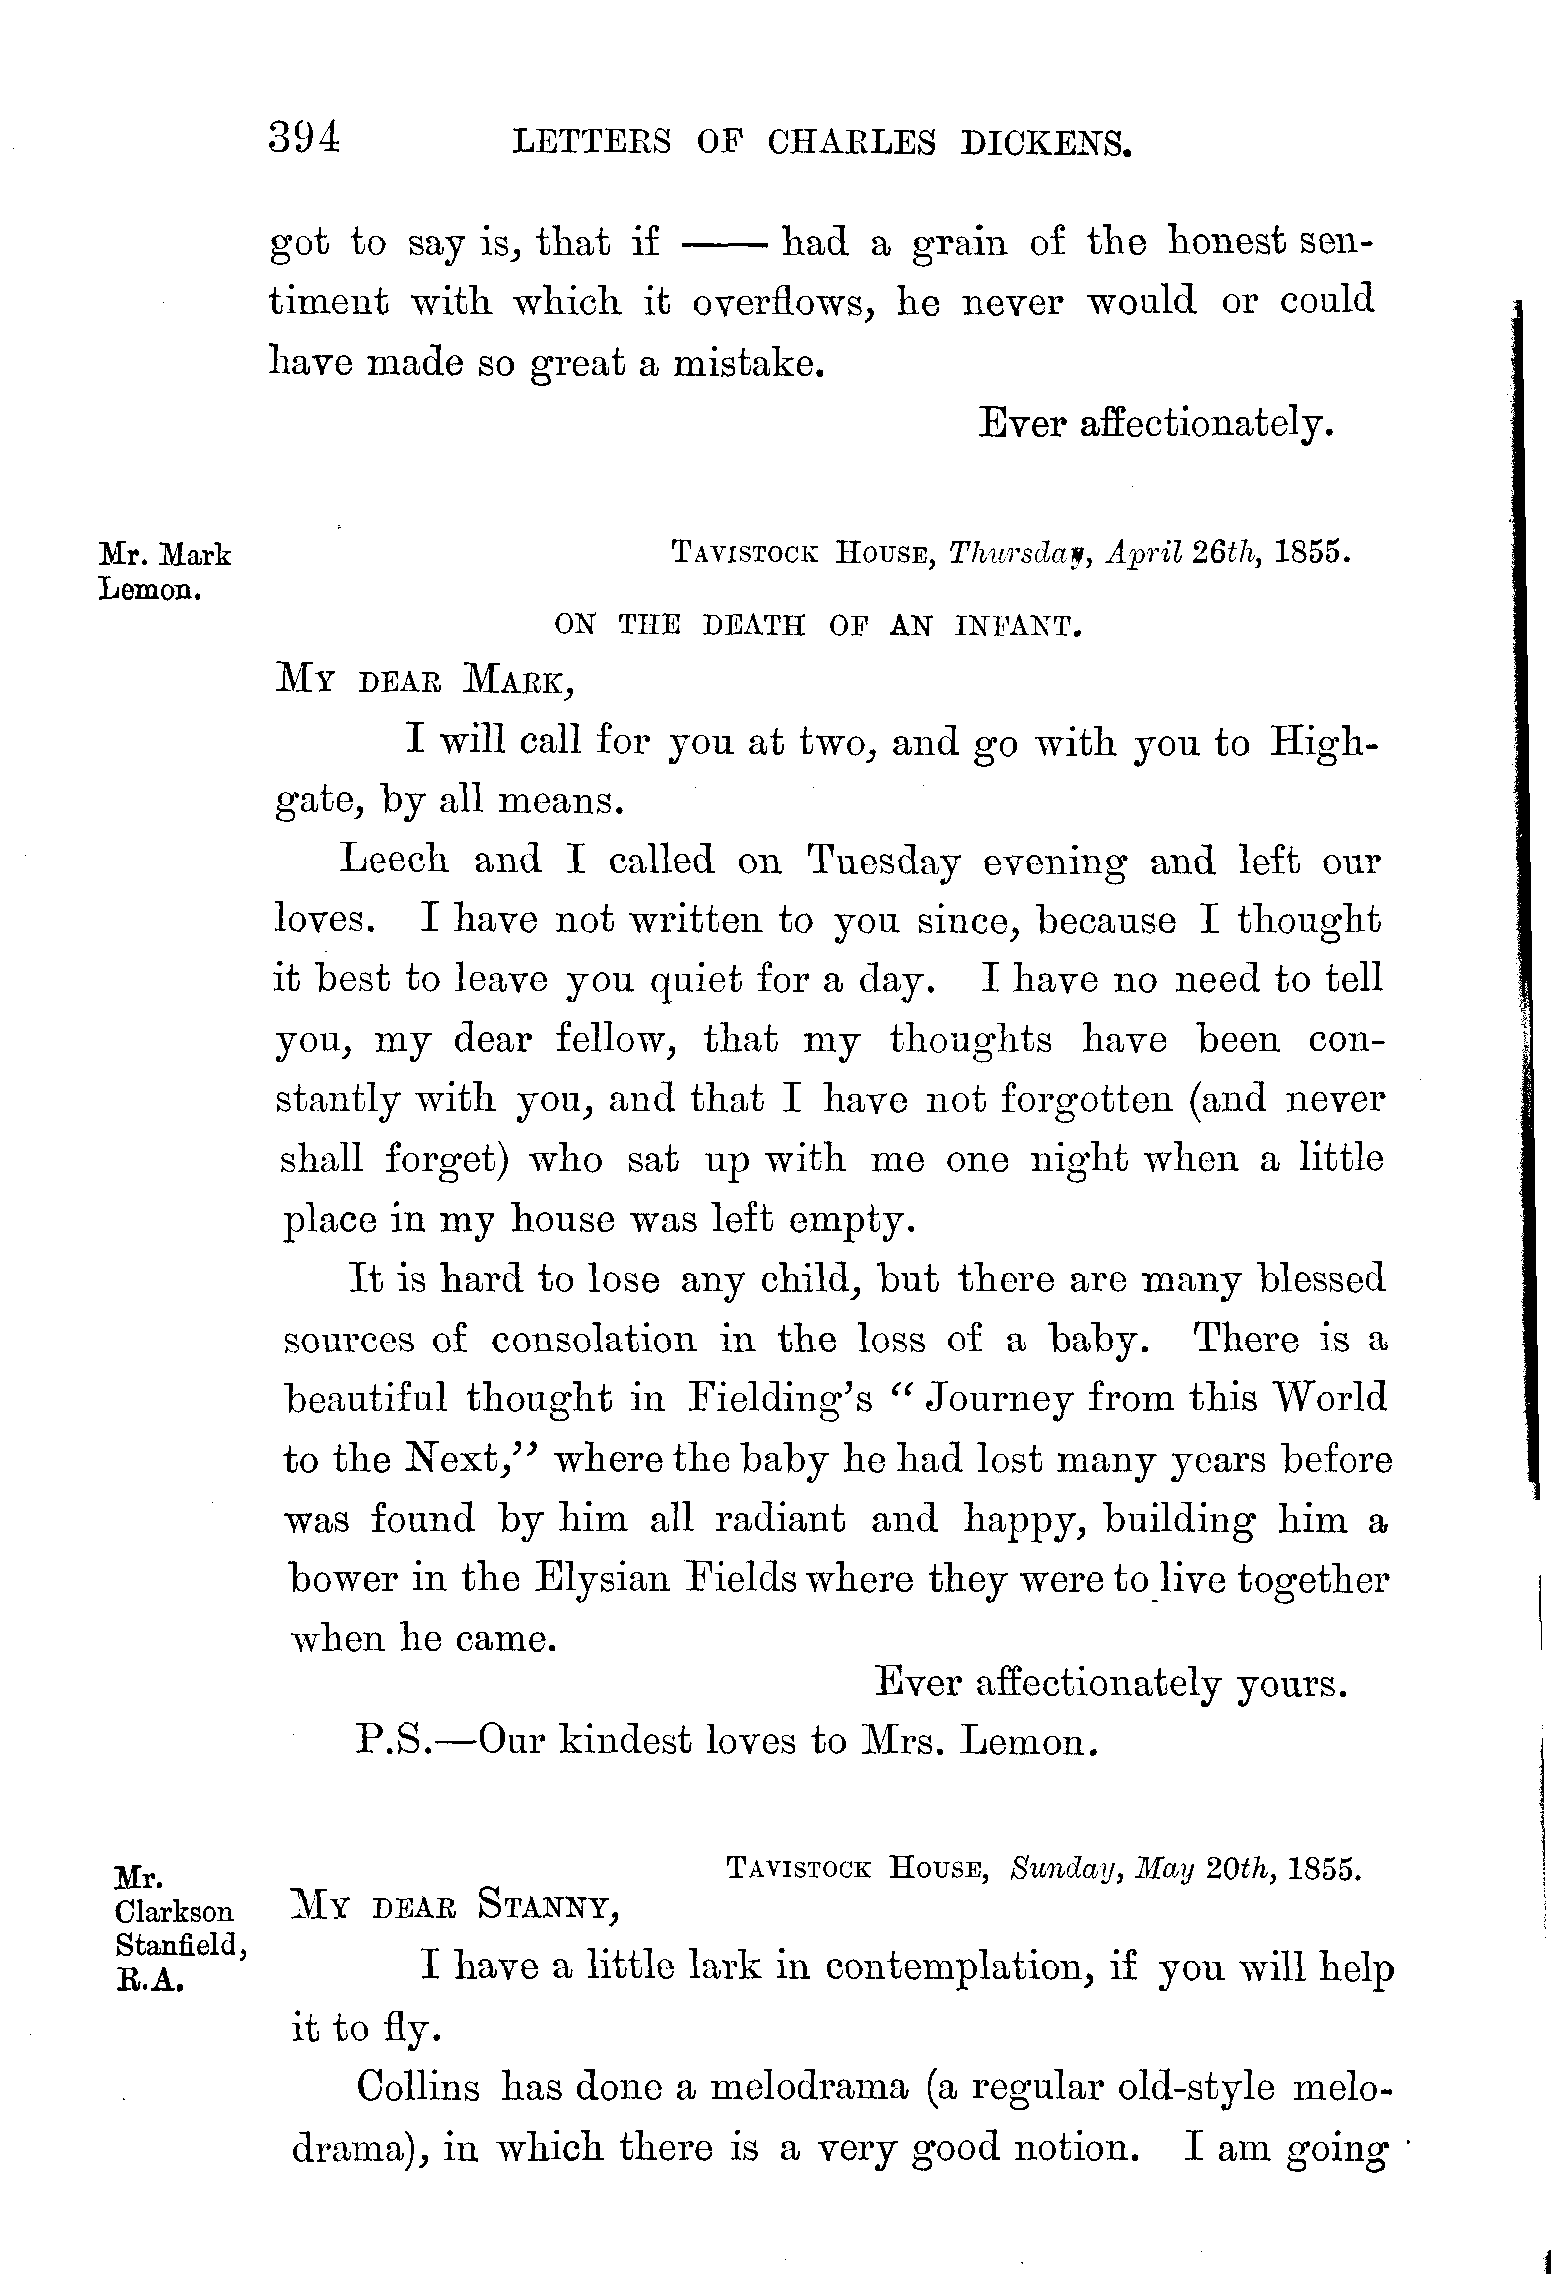 394 LETTERS OF CHARLES DICKENS.
got to say is, that if —— had a grain of the honest sen-
timent with which it overflows, he never would or could
have made so great a mistake.
Ever affectionately.
Mr. Mark
Lemon.
TAVISTOCK HOUSE, Thursday, April 26th, 1855.
ON THE DEATH OF AN INFANT.
MY DEAR MARK,
I will call for you at two, and go with you to High-
gate, by all means.
Leech and I called on Tuesday evening and left our
loves. I have not written to you since, because I thought
it best to leave you quiet for a day. I have no need to tell
you, my dear fellow, that my thoughts have been con-
stantly with you, and that I have not forgotten (and never
shall forget) who sat up with me one night when a little
place in my house was left empty.
It is hard to lose any child, but there are many blessed
sources of consolation in the loss of a baby. There is a
beautiful thought in Fielding's “Journey from this World
to the Next,” where the baby he had lost many years before
was found by him all radiant and happy, building him a
bower in the Elysian Fields where they were to live together
when he came.
Ever affectionately yours.
P.S.—Our kindest loves to Mrs. Lemon.
Mr.
Clarkson
Stanfield,
R.A.
TAVISTOCK HOUSE, Sunday, May 20th, 1855.
MY DEAR STANNY,
I have a little lark in contemplation, if you will help
it to fly.
Collins has done a melodrama (a regular old-style melo-
drama), in which there is a very good notion. I am going